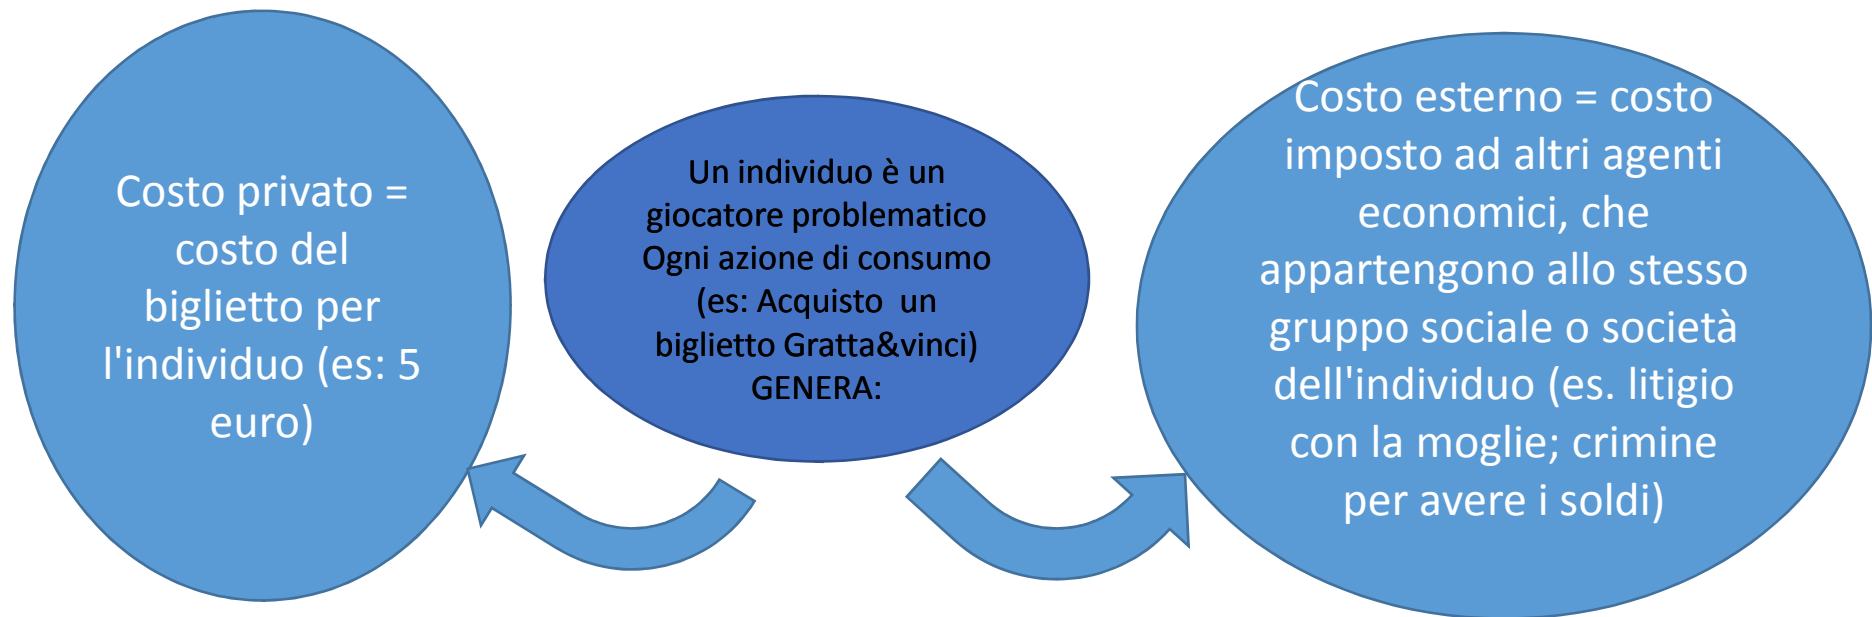 Costo privato =
costo del
biglietto per
l'individuo (es: 5
euro)
Un individuo è un
giocatore problematico
Ogni azione di consumo
(es: Acquisto  un
biglietto Gratta&vinci)
GENERA:
Costo esterno = costo
imposto ad altri agenti
economici, che
appartengono allo stesso
gruppo sociale o società
dell'individuo (es. litigio
con la moglie; crimine
per avere i soldi)